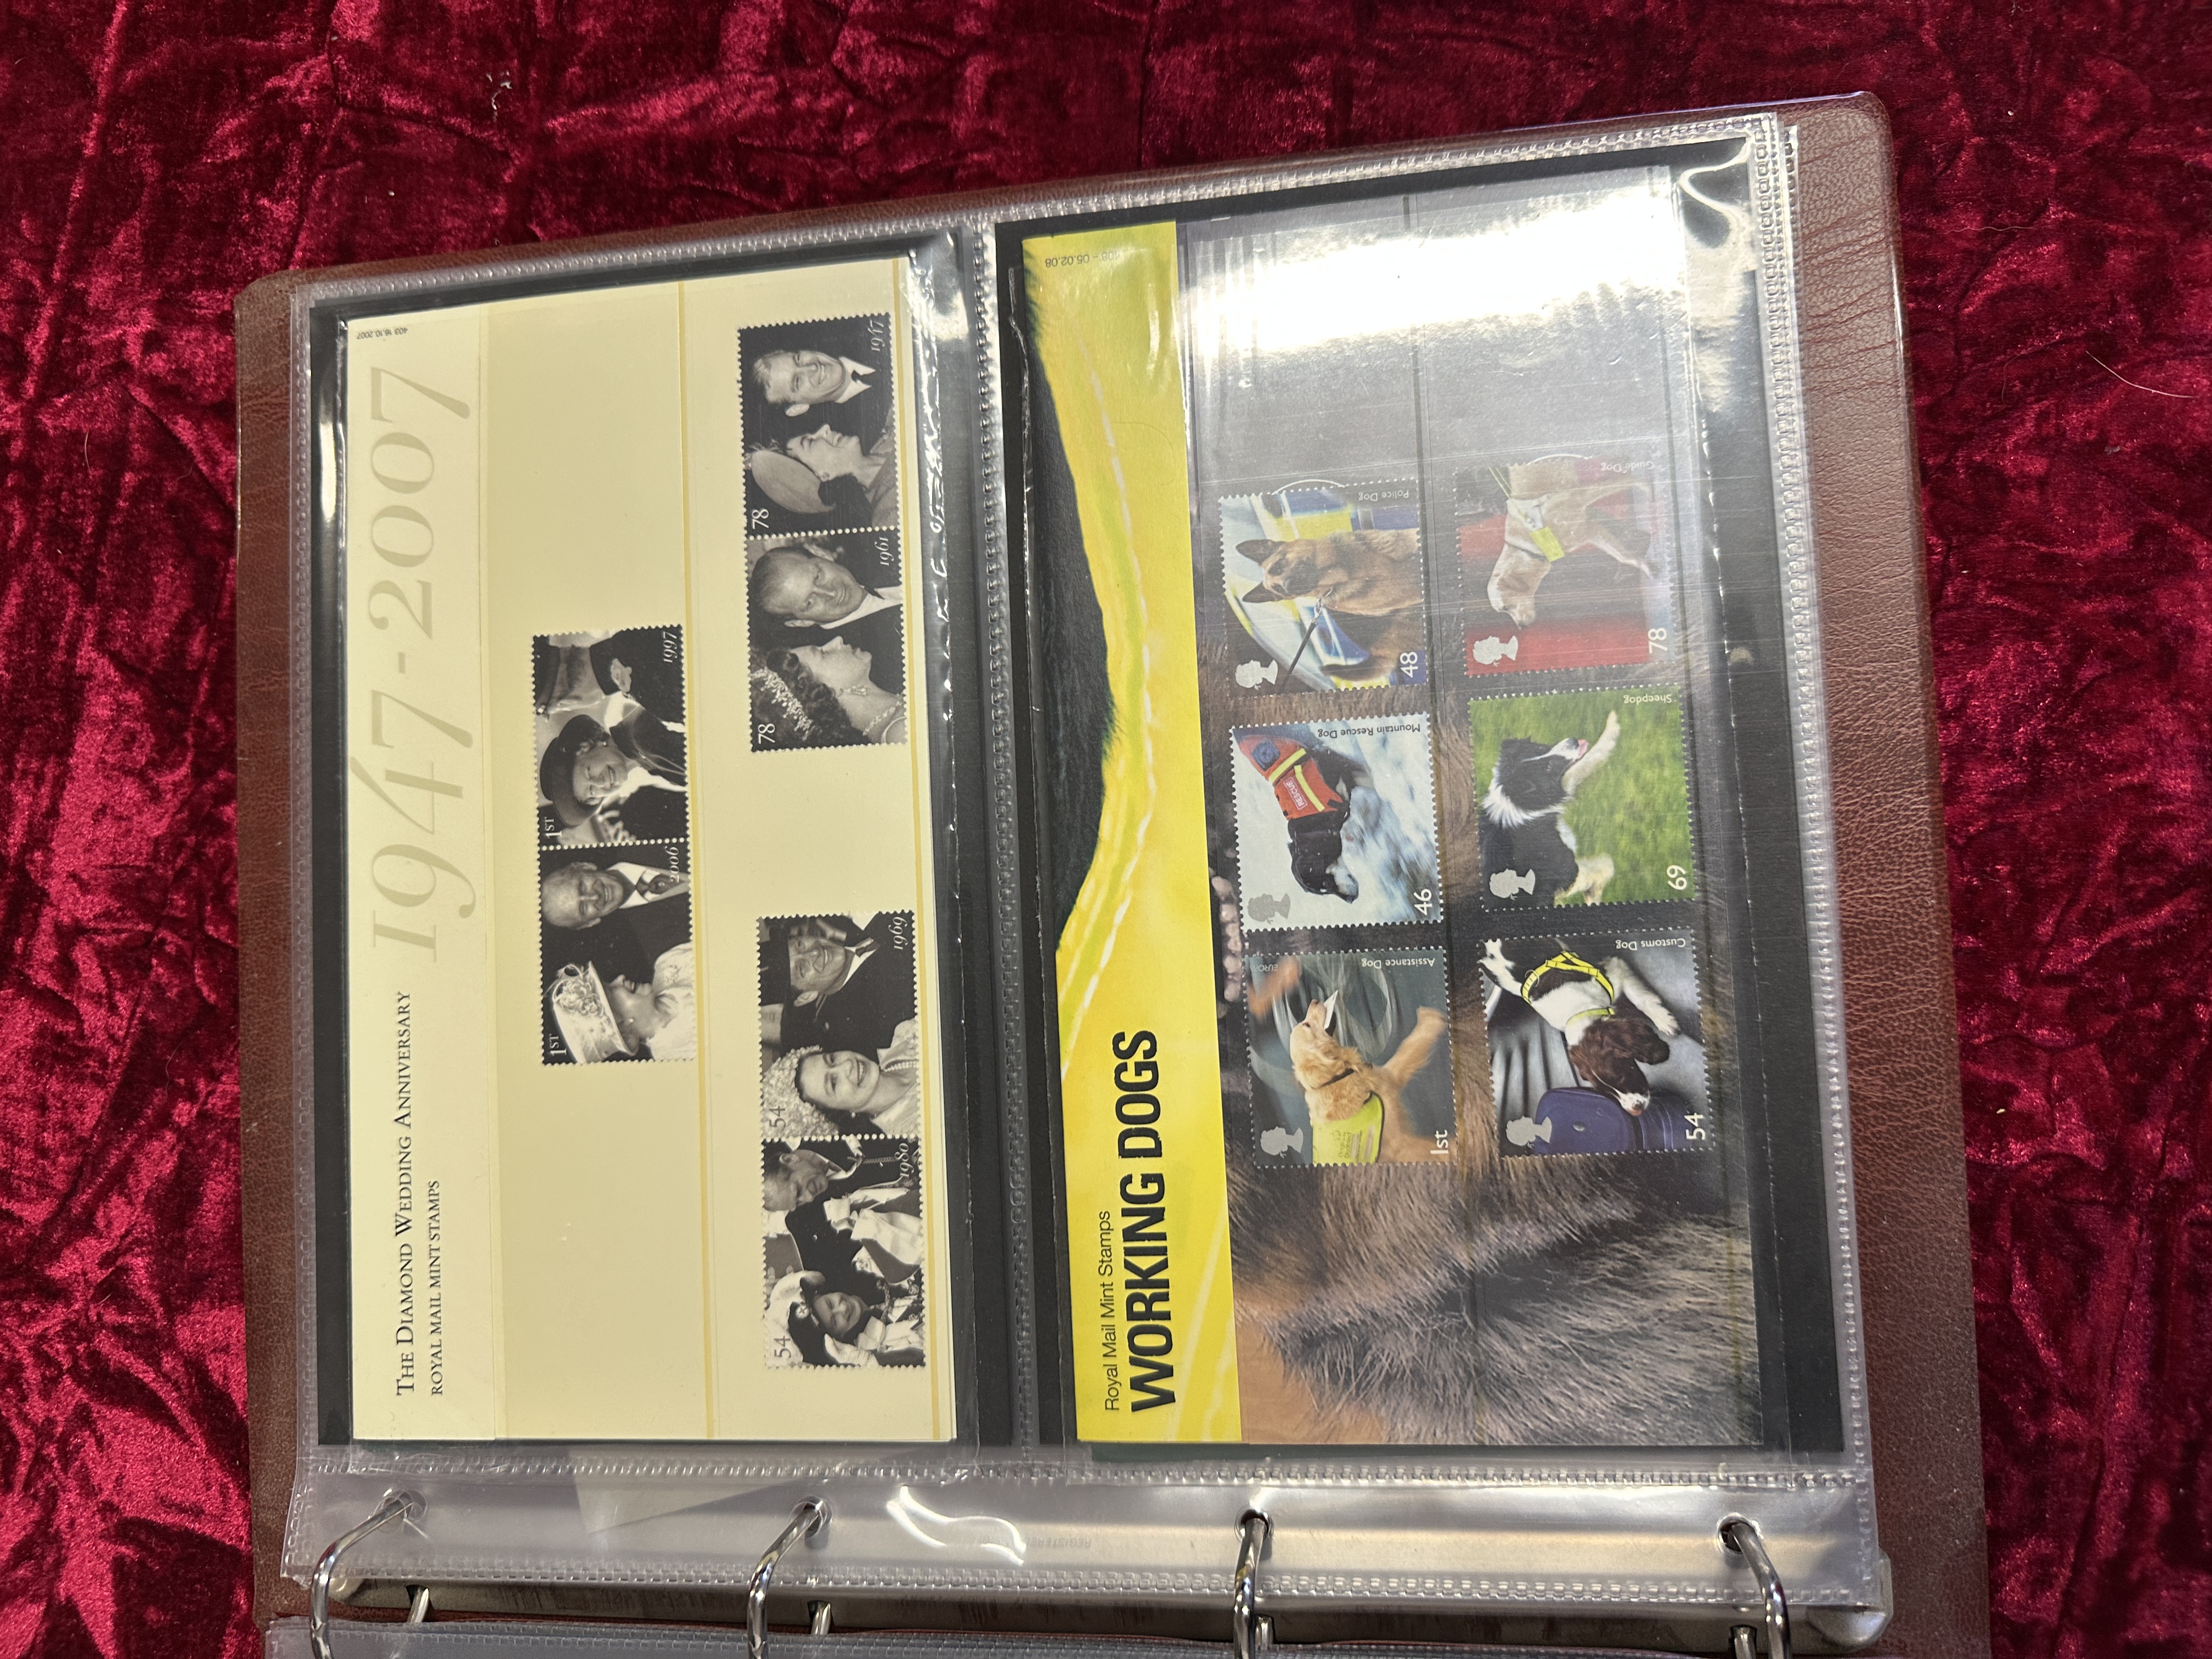 THE DIAMOND WEDDING ANNIVERSARY
1947-2007
ROYAL MAIL MINT STAMPS
403 16.10.2007
1ST
2006
1ST
1997
54
1980
54
1969
78
1961
78
1947
Royal Mail Mint Stamps
WORKING DOGS
05.02.08
1st
Assistance Dog
46
Mountain Rescue Dog
RESCUE
48
Police Dog
54
Customs Dog
69
Sheepdog
78
Guide Dog